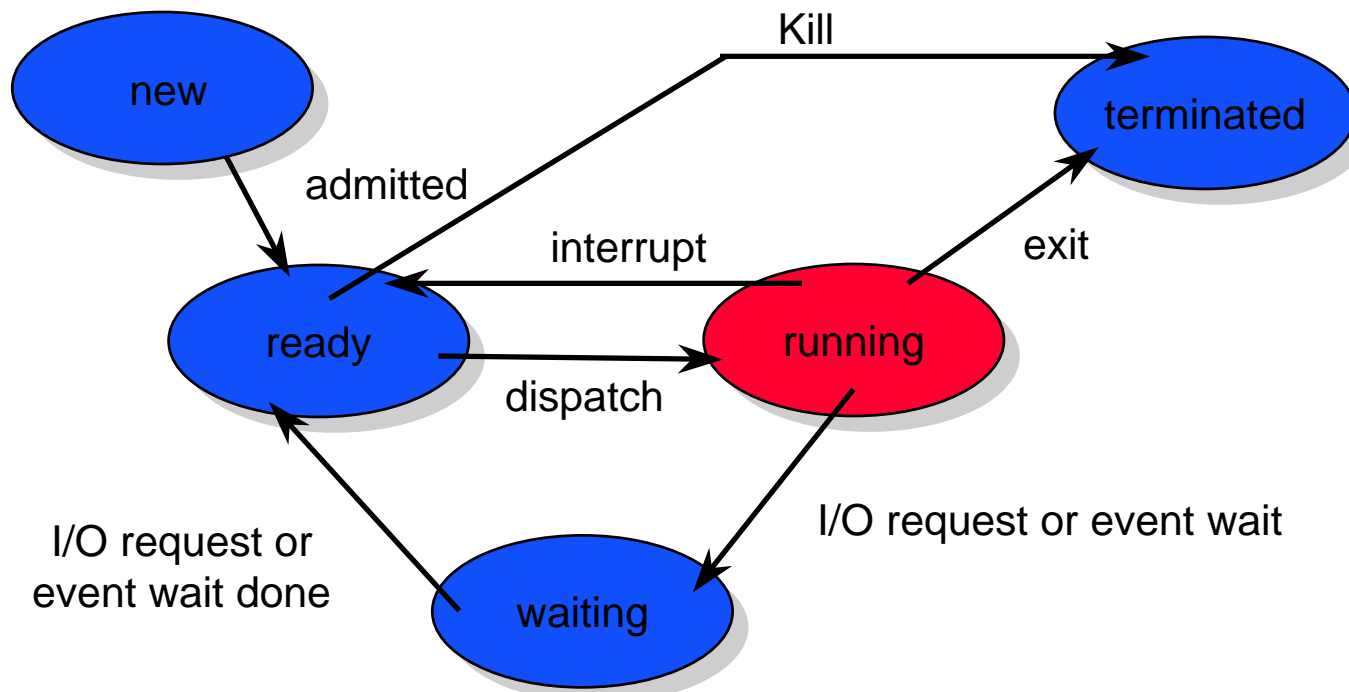 Kill
new
terminated
admitted
interrupt
exit
ready
running
dispatch
I/O request or event wait
I/O request or
event wait done
waiting